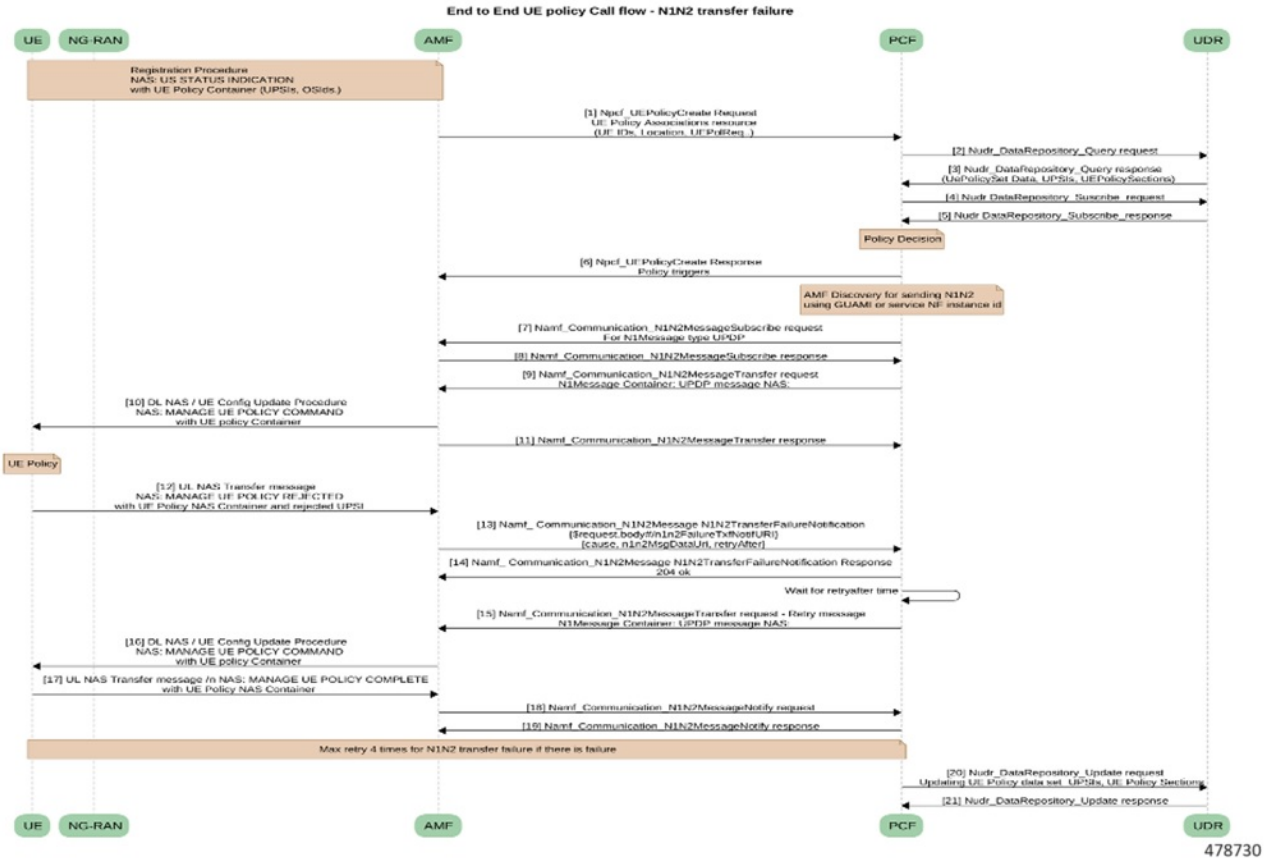 End to End UE policy Call flow - N1N2 transfer failure
UE
NG-RAN
AMF
PCF
UDR
Registration Procedure
NAS: US STATUS INDICATION
with UE Policy Container (UPSIs, OSIds.)
[1] Npcf_UEPolicyCreate Request
UE Policy Associations resource
(UE IDs, Location, UEPolReq..)
[2] Nudr_DataRepository_Query request
[3] Nudr_DataRepository_Query response
(UePolicySet Data, UPSIs, UEPolicySections)
[4] Nudr DataRepository_Suscribe_request
[5] Nudr DataRepository_Subscribe_response
Policy Decision
[6] Npcf_UEPolicyCreate Response
Policy triggers
AMF Discovery for sending N1N2
using GUAMI or service NF instance id
[7] Namf_Communication_N1N2MessageSubscribe request
For N1Message type UPDP
[8] Namf_Communication_N1N2MessageSubscribe response
[9] Namf_Communication_N1N2MessageTransfer request
N1Message Container: UPDP message NAS:
[10] DL NAS / UE Config Update Procedure
NAS: MANAGE UE POLICY COMMAND
with UE policy Container
[11] Namf_Communication_N1N2MessageTransfer response
UE Policy
[12] UL NAS Transfer message
NAS: MANAGE UE POLICY REJECTED
with UE Policy NAS Container and rejected UPSI
[13] Namf_ Communication_N1N2Message N1N2TransferFailureNotification
{$request.body#/n1n2FailureTxfNotifURI}
[cause, n1n2MsgDataUri, retryAfter]
[14] Namf_ Communication_N1N2Message N1N2TransferFailureNotification Response
204 ok
Wait for retryafter time
[15] Namf_Communication_N1N2MessageTransfer request - Retry message
N1Message Container: UPDP message NAS:
[16] DL NAS / UE Config Update Procedure
NAS: MANAGE UE POLICY COMMAND
with UE policy Container
[17] UL NAS Transfer message /n NAS: MANAGE UE POLICY COMPLETE
with UE Policy NAS Container
[18] Namf_Communication_N1N2MessageNotify request
[19] Namf_Communication_N1N2MessageNotify response
Max retry 4 times for N1N2 transfer failure if there is failure
[20] Nudr_DataRepository_Update request
Updating UE Policy data set UPSIs, UE Policy Sections
[21] Nudr_DataRepository_Update response
UE
NG-RAN
AMF
PCF
UDR
478730